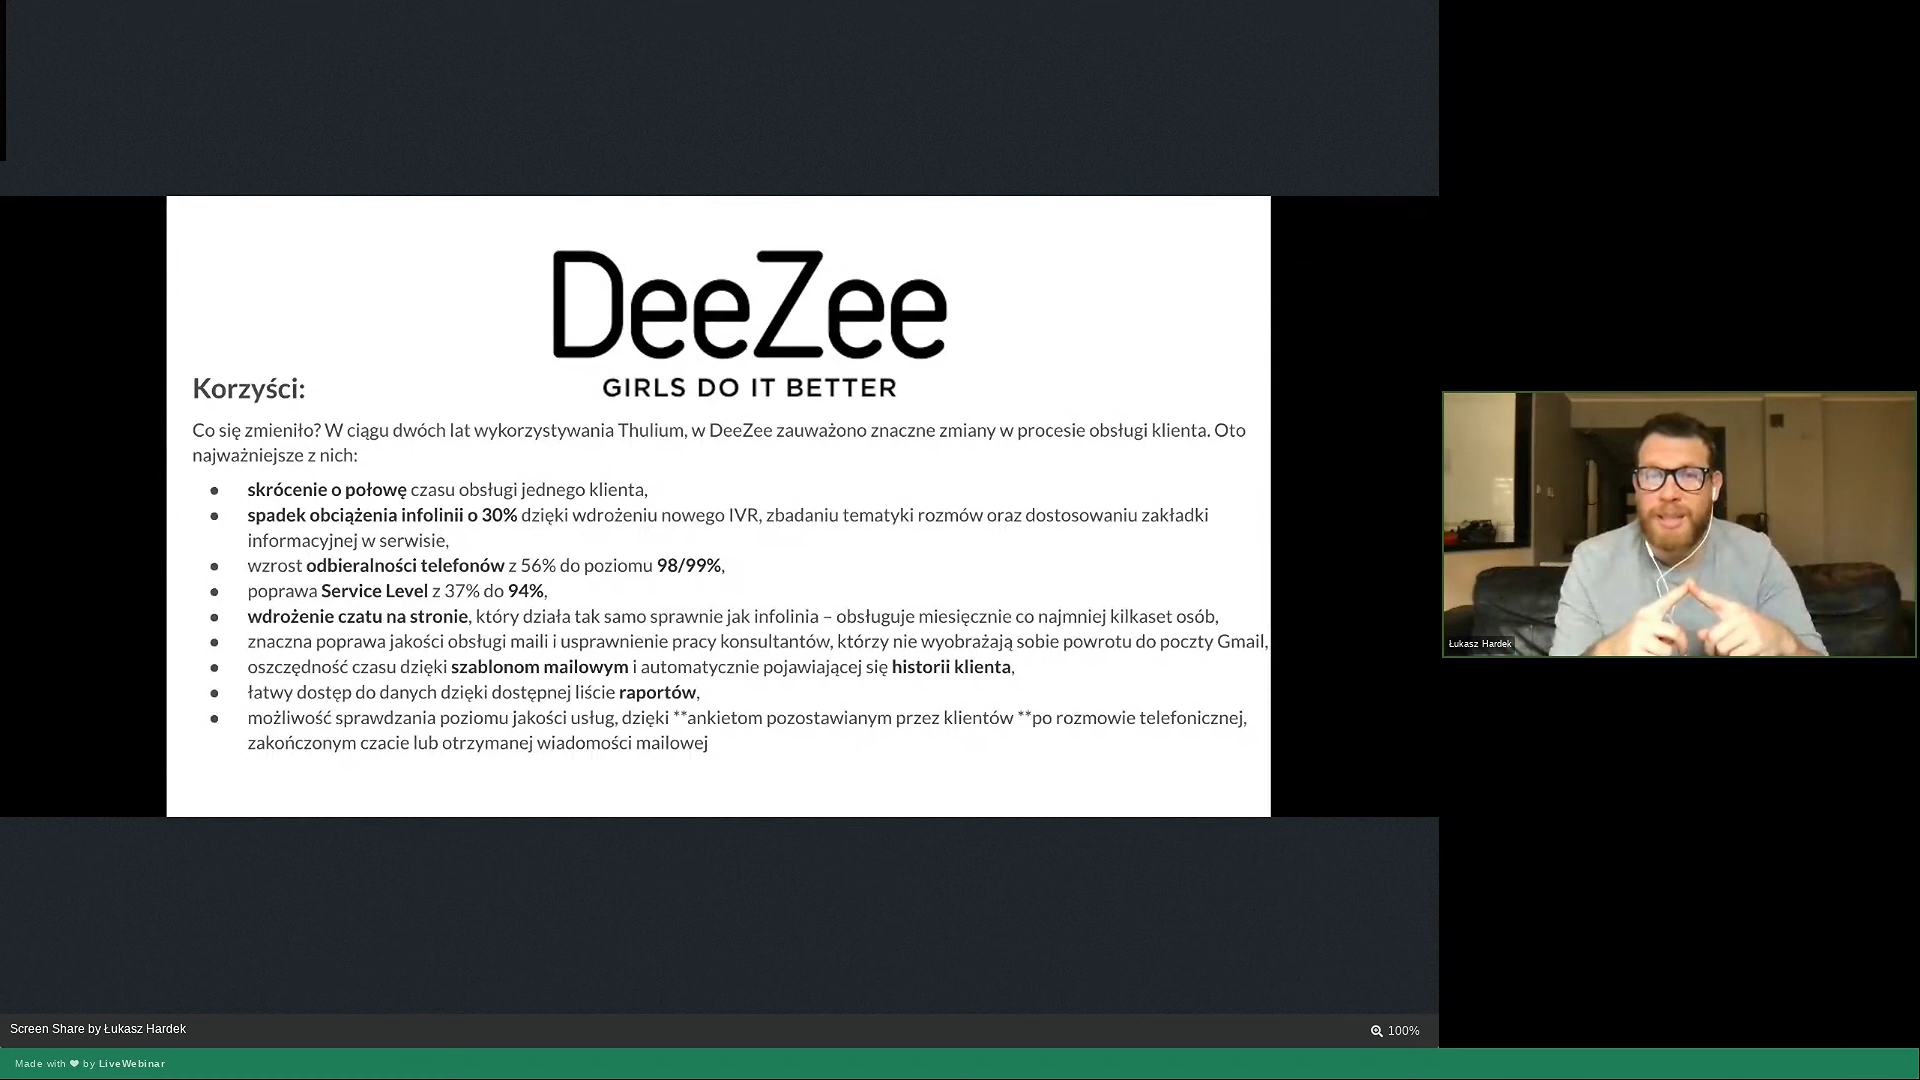 DeeZee
GIRLS DO IT BETTER
Korzyści:
Co się zmieniło? W ciągu dwóch lat wykorzystywania Thulium, w DeeZee zauważono znaczne zmiany w procesie obsługi klienta. Oto
najważniejsze z nich:
● skrócenie o połowę czasu obsługi jednego klienta,
● spadek obciążenia infolinii o 30% dzięki wdrożeniu nowego IVR, zbadaniu tematyki rozmów oraz dostosowaniu zakładki
informacyjnej w serwisie,
● wzrost odbieralności telefonów z 56% do poziomu 98/99%,
● poprawa Service Level z 37% do 94%,
● wdrożenie czatu na stronie, który działa tak samo sprawnie jak infolinia – obsługuje miesięcznie co najmniej kilkaset osób,
● znaczna poprawa jakości obsługi maili i usprawnienie pracy konsultantów, którzy nie wyobrażają sobie powrotu do poczty Gmail,
● oszczędność czasu dzięki szablonom mailowym i automatycznie pojawiającej się historii klienta,
● łatwy dostęp do danych dzięki dostępnej liście raportów,
● możliwość sprawdzania poziomu jakości usług, dzięki **ankietom pozostawianym przez klientów **po rozmowie telefonicznej,
zakończonym czacie lub otrzymanej wiadomości mailowej
Łukasz Hardek
Screen Share by Łukasz Hardek
100%
Made with ❤ by LiveWebinar